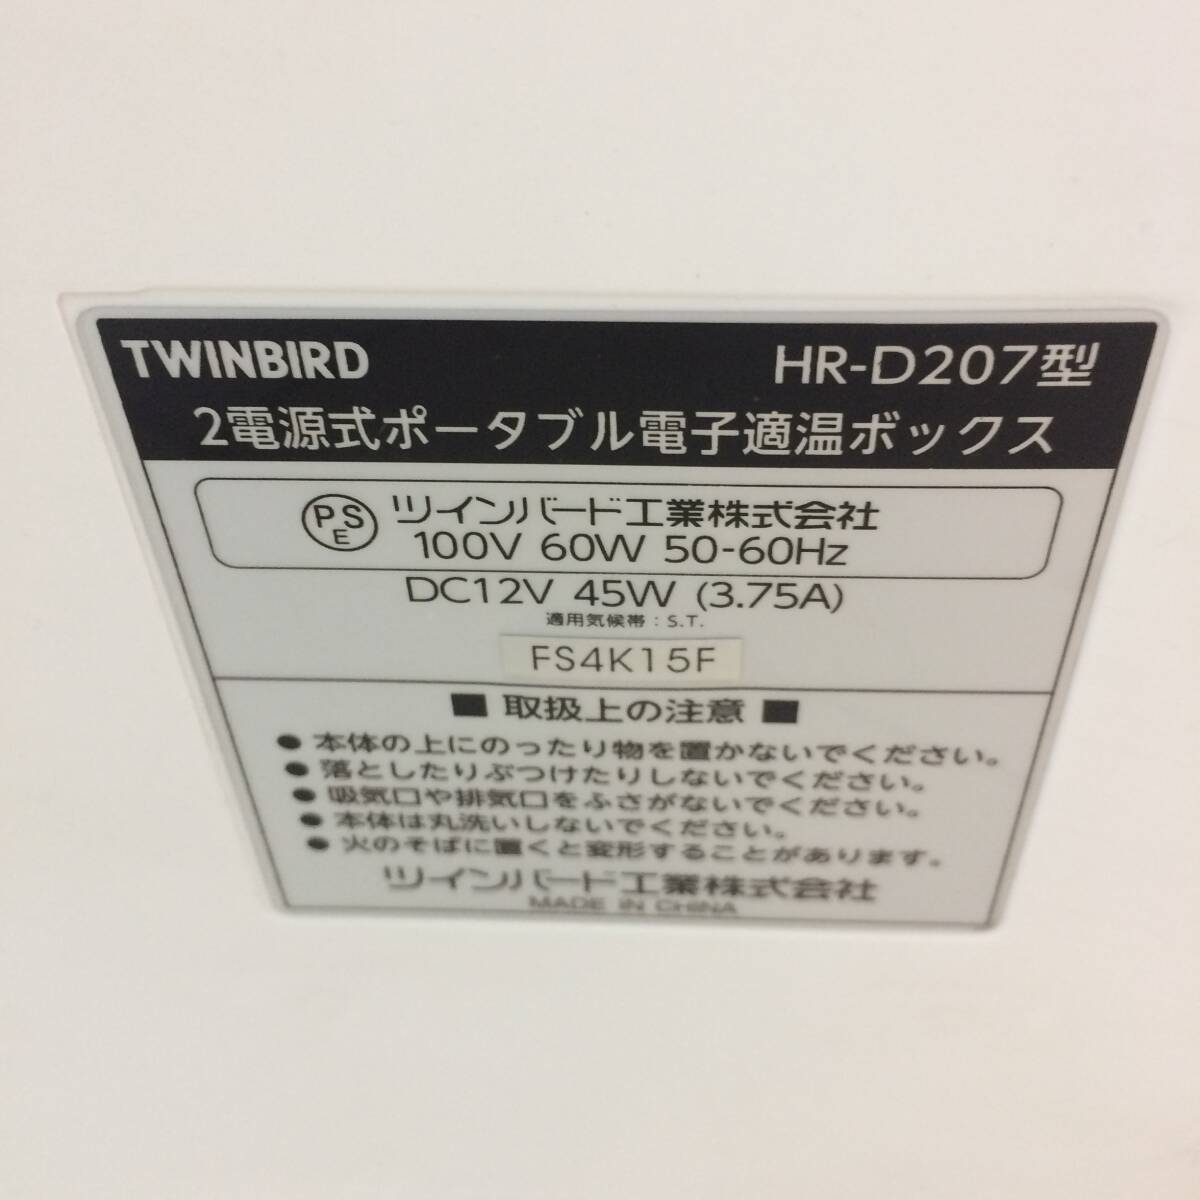 TWINBIRD HR-D207型
2電源式ポータブル電子適温ボックス
PSE ツインバード工業株式会社
100V 60W 50-60Hz
DC12V 45W (3.75A)
適用気候帯：S.T.
FS4K15F
■ 取扱上の注意 ■
● 本体の上にのったり物を置かないでください。
● 落としたりぶつけたりしないでください。
● 吸気口や排気口をふさがないでください。
● 本体は丸洗いしないでください。
● 火のそばに置くと変形することがあります。
ツインバード工業株式会社
MADE IN CHINA